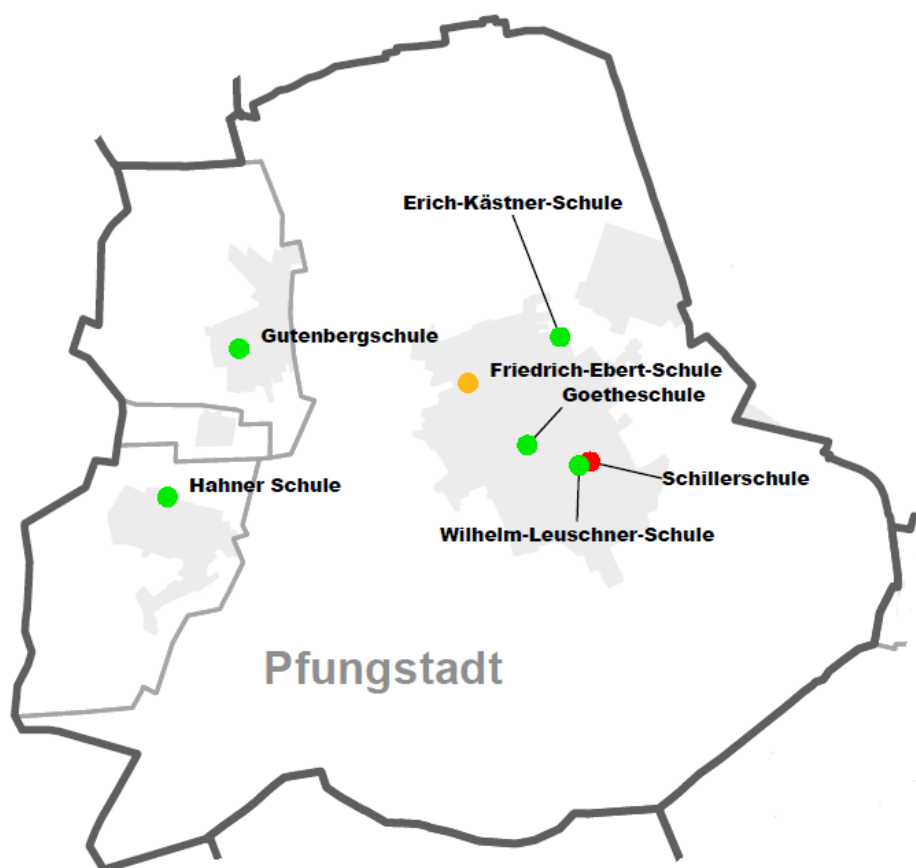 Erich-Kästner-Schule
Gutenbergschule
Friedrich-Ebert-Schule
Goetheschule
Schillerschule
Hahner Schule
Wilhelm-Leuschner-Schule
Pfungstadt